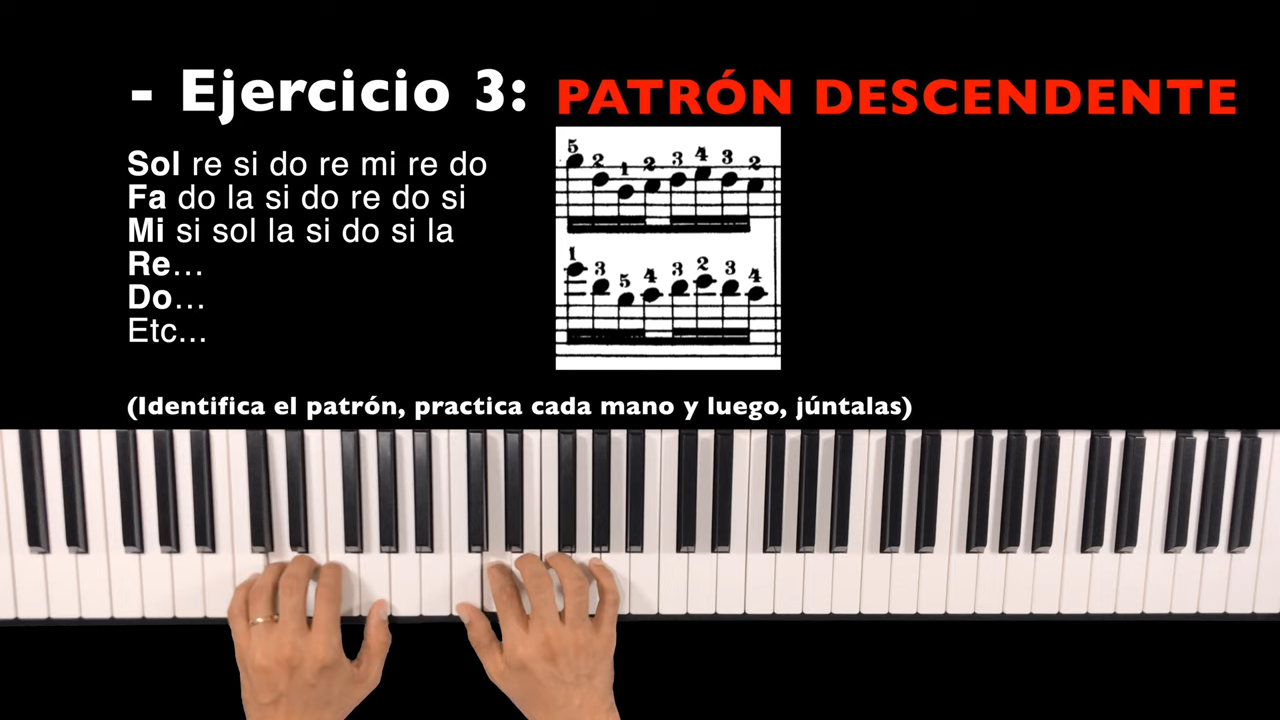 - Ejercicio 3: PATRÓN DESCENDENTE
Sol re si do re mi re do
Fa do la si do re do si
Mi si sol la si do si la
Re...
Do...
Etc...
5 2 1 2 3 4 3 2
1 3 5 4 3 2 3 4
(Identifica el patrón, practica cada mano y luego, júntalas)